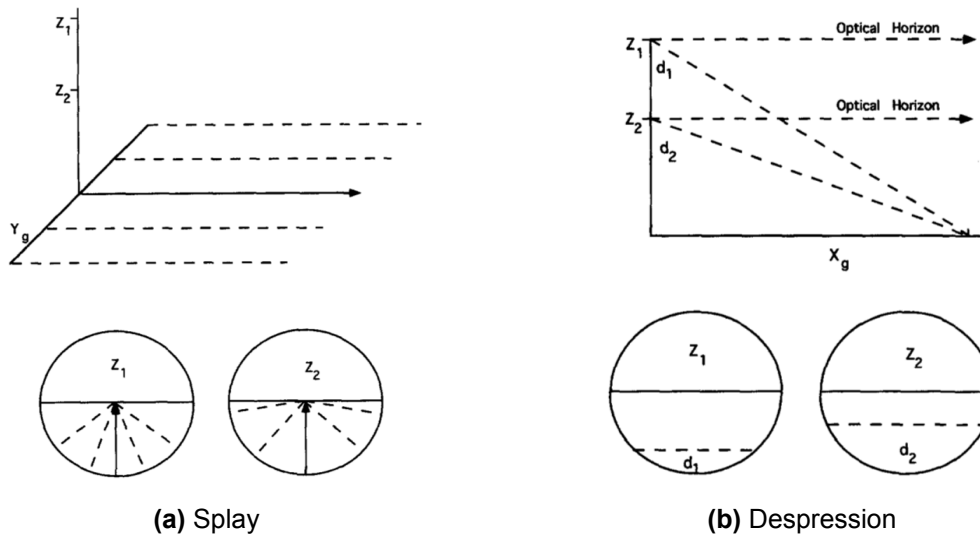 Z1
Z2
Yg
Z1
Z2
(a) Splay
Optical Horizon
Z1
d1
Optical Horizon
Z2
d2
Xg
Z1
d1
Z2
d2
(b) Despression